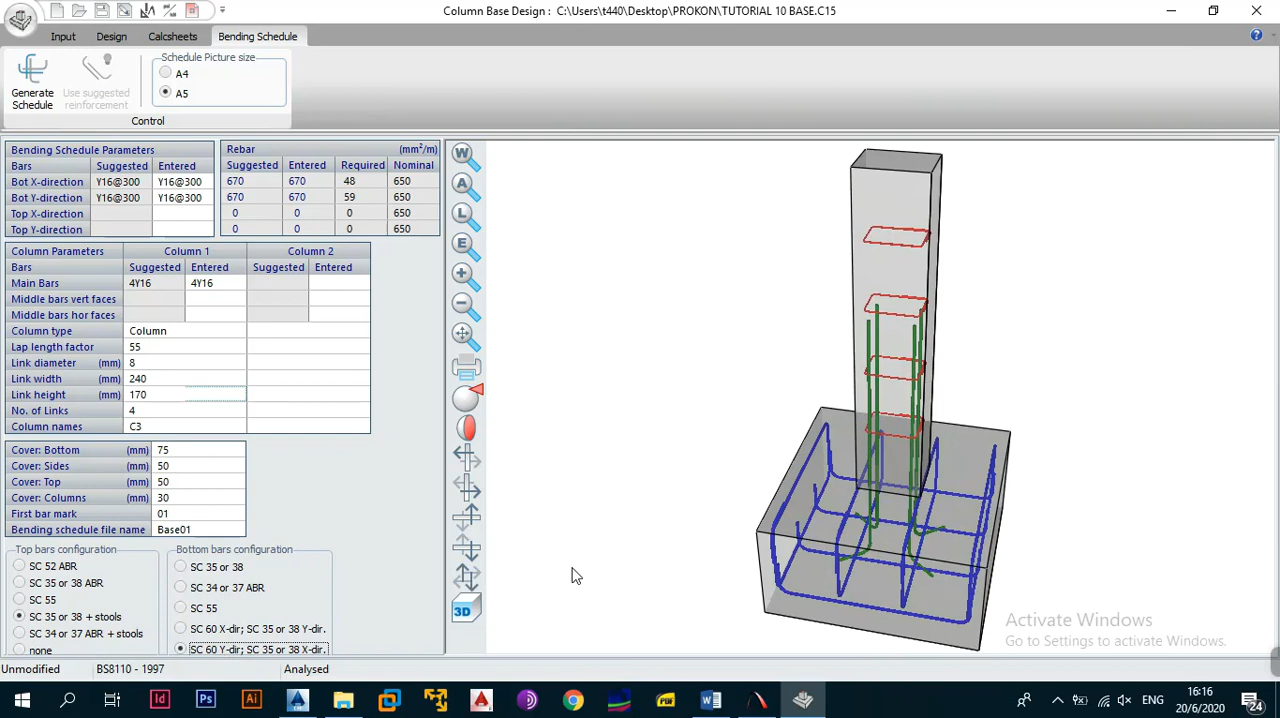 Column Base Design : C:\Users\t440\Desktop\PROKON\TUTORIAL 10 BASE.C15
Input Design Calcsheets Bending Schedule
Generate Schedule
Use suggested reinforcement
Schedule Picture size
A4
A5
Control
Bending Schedule Parameters
Bars Suggested Entered
Bot X-direction Y16@300 Y16@300
Bot Y-direction Y16@300 Y16@300
Top X-direction
Top Y-direction
Rebar (mm²/m)
Suggested Entered Required Nominal
670 670 48 650
670 670 59 650
0 0 0 650
0 0 0 650
Column Parameters Column 1 Column 2
Bars Suggested Entered Suggested Entered
Main Bars 4Y16 4Y16
Middle bars vert faces
Middle bars hor faces
Column type Column
Lap length factor 55
Link diameter (mm) 8
Link width (mm) 240
Link height (mm) 170
No. of Links 4
Column names C3
Cover: Bottom (mm) 75
Cover: Sides (mm) 50
Cover: Top (mm) 50
Cover: Columns (mm) 30
First bar mark 01
Bending schedule file name Base01
Top bars configuration
SC 52 ABR
SC 35 or 38 ABR
SC 55
SC 35 or 38 + stools
SC 34 or 37 ABR + stools
none
Bottom bars configuration
SC 35 or 38
SC 34 or 37 ABR
SC 55
SC 60 X-dir; SC 35 or 38 Y-dir.
SC 60 Y-dir; SC 35 or 38 X-dir.
W
A
L
E
3D
Activate Windows
Go to Settings to activate Windows.
Unmodified BS8110 - 1997 Analysed
Id Ps Ai PDF W ENG
16:16
20/6/2020
24